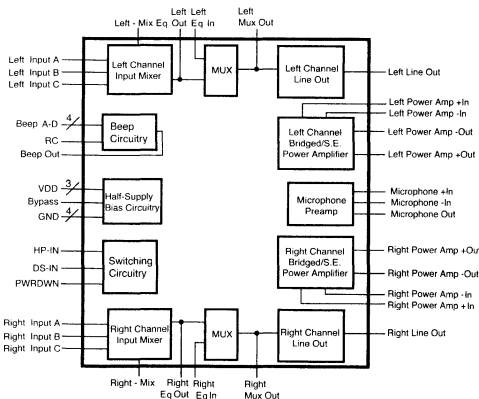 Left Left
Left - Mix Eq Out Eq In
Left
Mux Out
Left Input A
Left Input B
Left Input C
Left Channel
Input Mixer
MUX
Left Channel
Line Out
Left Line Out
Beep A-D
4
RC
Beep Out
Beep
Circuitry
Left Channel
Bridged/S.E.
Power Amplifier
Left Power Amp +In
Left Power Amp -In
Left Power Amp -Out
Left Power Amp +Out
VDD
3
Bypass
GND
4
Half-Supply
Bias Circuitry
Microphone
Preamp
Microphone +In
Microphone -In
Microphone Out
HP-IN
DS-IN
PWRDWN
Switching
Circuitry
Right Channel
Bridged/S.E.
Power Amplifier
Right Power Amp +Out
Right Power Amp -Out
Right Power Amp -In
Right Power Amp +In
Right Input A
Right Input B
Right Input C
Right Channel
Input Mixer
MUX
Right Channel
Line Out
Right Line Out
Right - Mix
Right
Eq Out
Right
Eq In
Right
Mux Out